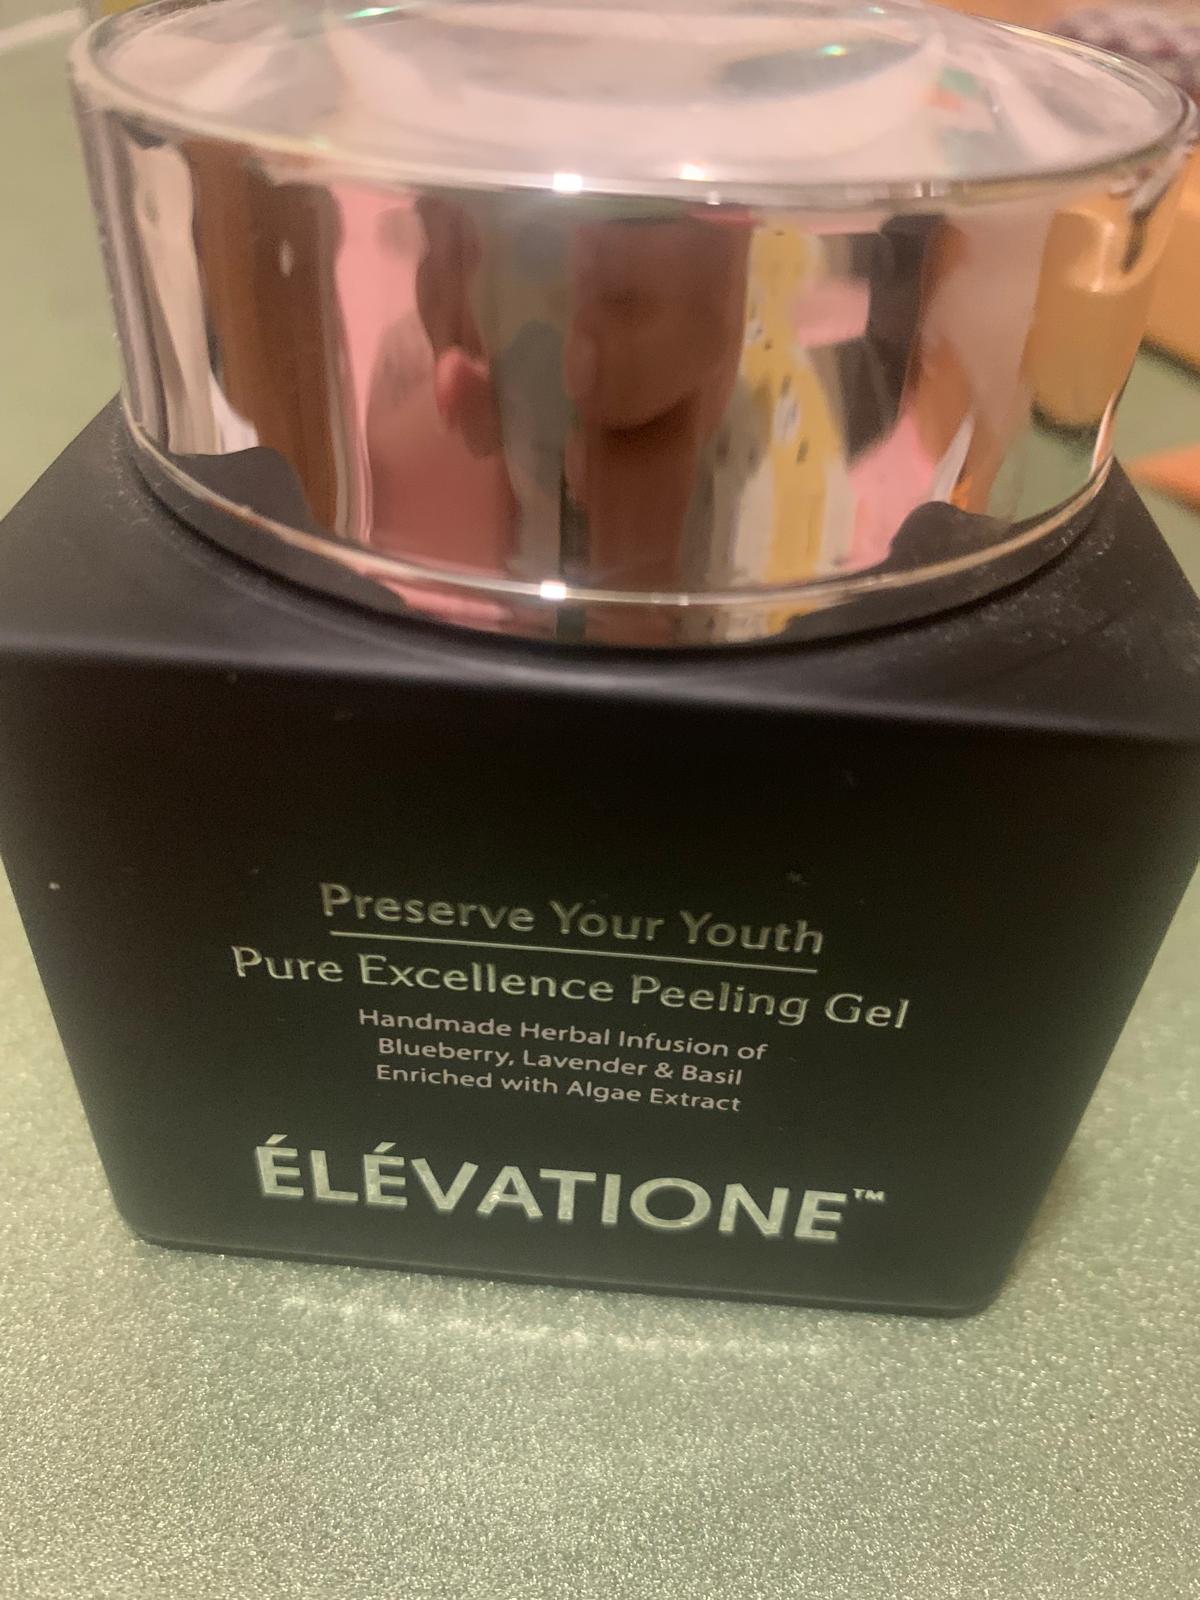 Preserve Your Youth
Pure Excellence Peeling Gel
Handmade Herbal Infusion of
Blueberry, Lavender & Basil
Enriched with Algae Extract
ÉLÉVATIONE™